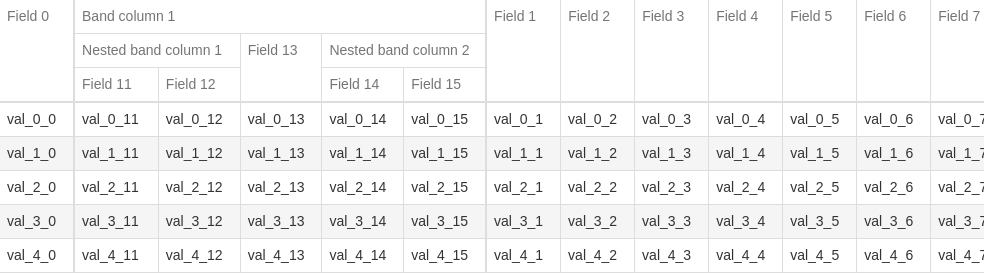 Field 0 Band column 1 Field 1 Field 2 Field 3 Field 4 Field 5 Field 6 Field 7
Nested band column 1 Field 13 Nested band column 2
Field 11 Field 12 Field 14 Field 15
val_0_0 val_0_11 val_0_12 val_0_13 val_0_14 val_0_15 val_0_1 val_0_2 val_0_3 val_0_4 val_0_5 val_0_6 val_0_7
val_1_0 val_1_11 val_1_12 val_1_13 val_1_14 val_1_15 val_1_1 val_1_2 val_1_3 val_1_4 val_1_5 val_1_6 val_1_7
val_2_0 val_2_11 val_2_12 val_2_13 val_2_14 val_2_15 val_2_1 val_2_2 val_2_3 val_2_4 val_2_5 val_2_6 val_2_7
val_3_0 val_3_11 val_3_12 val_3_13 val_3_14 val_3_15 val_3_1 val_3_2 val_3_3 val_3_4 val_3_5 val_3_6 val_3_7
val_4_0 val_4_11 val_4_12 val_4_13 val_4_14 val_4_15 val_4_1 val_4_2 val_4_3 val_4_4 val_4_5 val_4_6 val_4_7